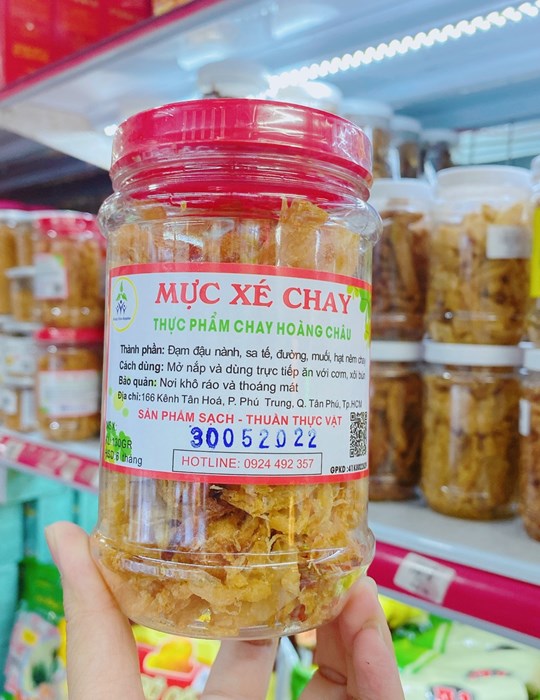 MỰC XÉ CHAY
THỰC PHẨM CHAY HOÀNG CHÂU
Thành phần: Đạm đậu nành, sa tế, đường, muối, hạt nêm chay
Cách dùng: Mở nắp và dùng trực tiếp ăn với cơm, xôi
Bảo quản: Nơi khô ráo và thoáng mát
Địa chỉ: 166 Kênh Tân Hoá, P. Phú Trung, Q. Tân Phú, Tp.HCM
SẢN PHẨM SẠCH - THUẦN THỰC VẬT
30052022
130GR
6 tháng
HOTLINE: 0924 492 357